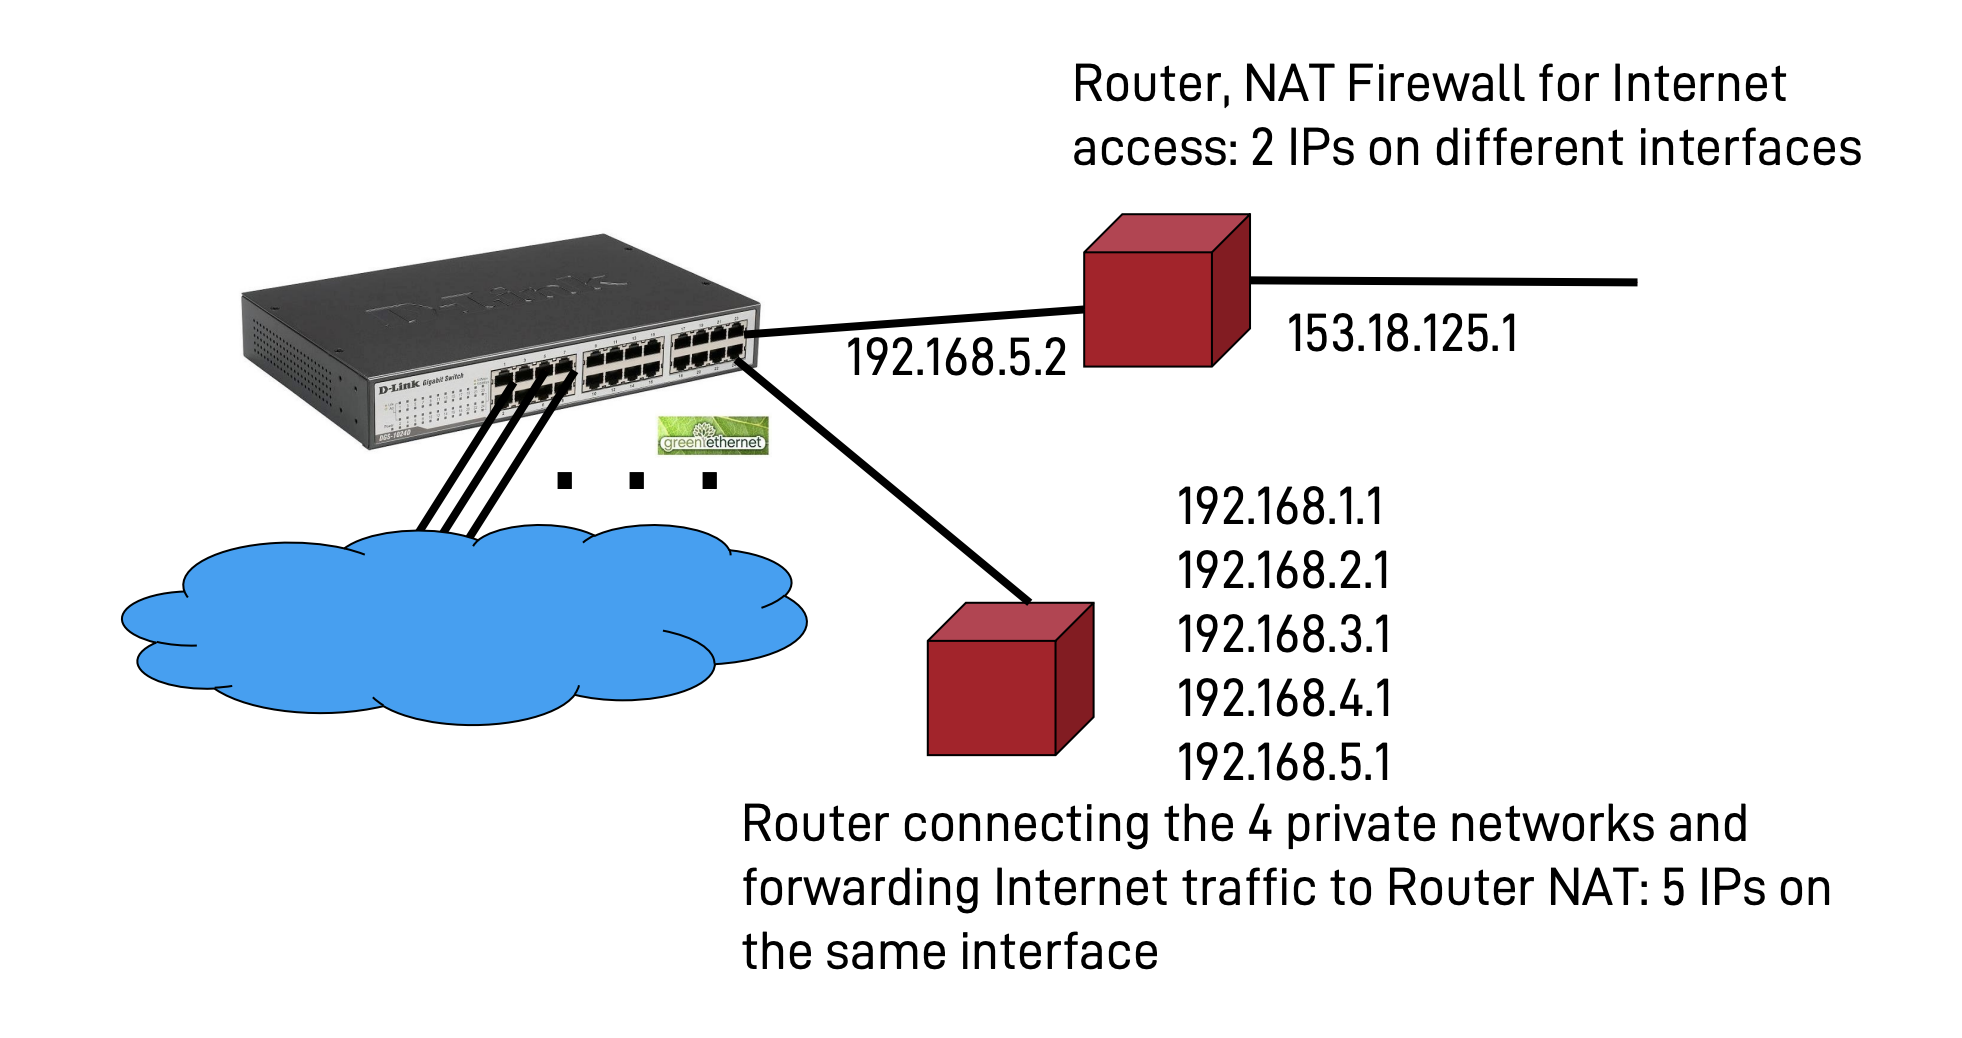 Router, NAT Firewall for Internet
access: 2 IPs on different interfaces
D-Link
D-Link Gigabit Switch
DGS-1024D
192.168.5.2
153.18.125.1
greenethernet
192.168.1.1
192.168.2.1
192.168.3.1
192.168.4.1
192.168.5.1
Router connecting the 4 private networks and
forwarding Internet traffic to Router NAT: 5 IPs on
the same interface